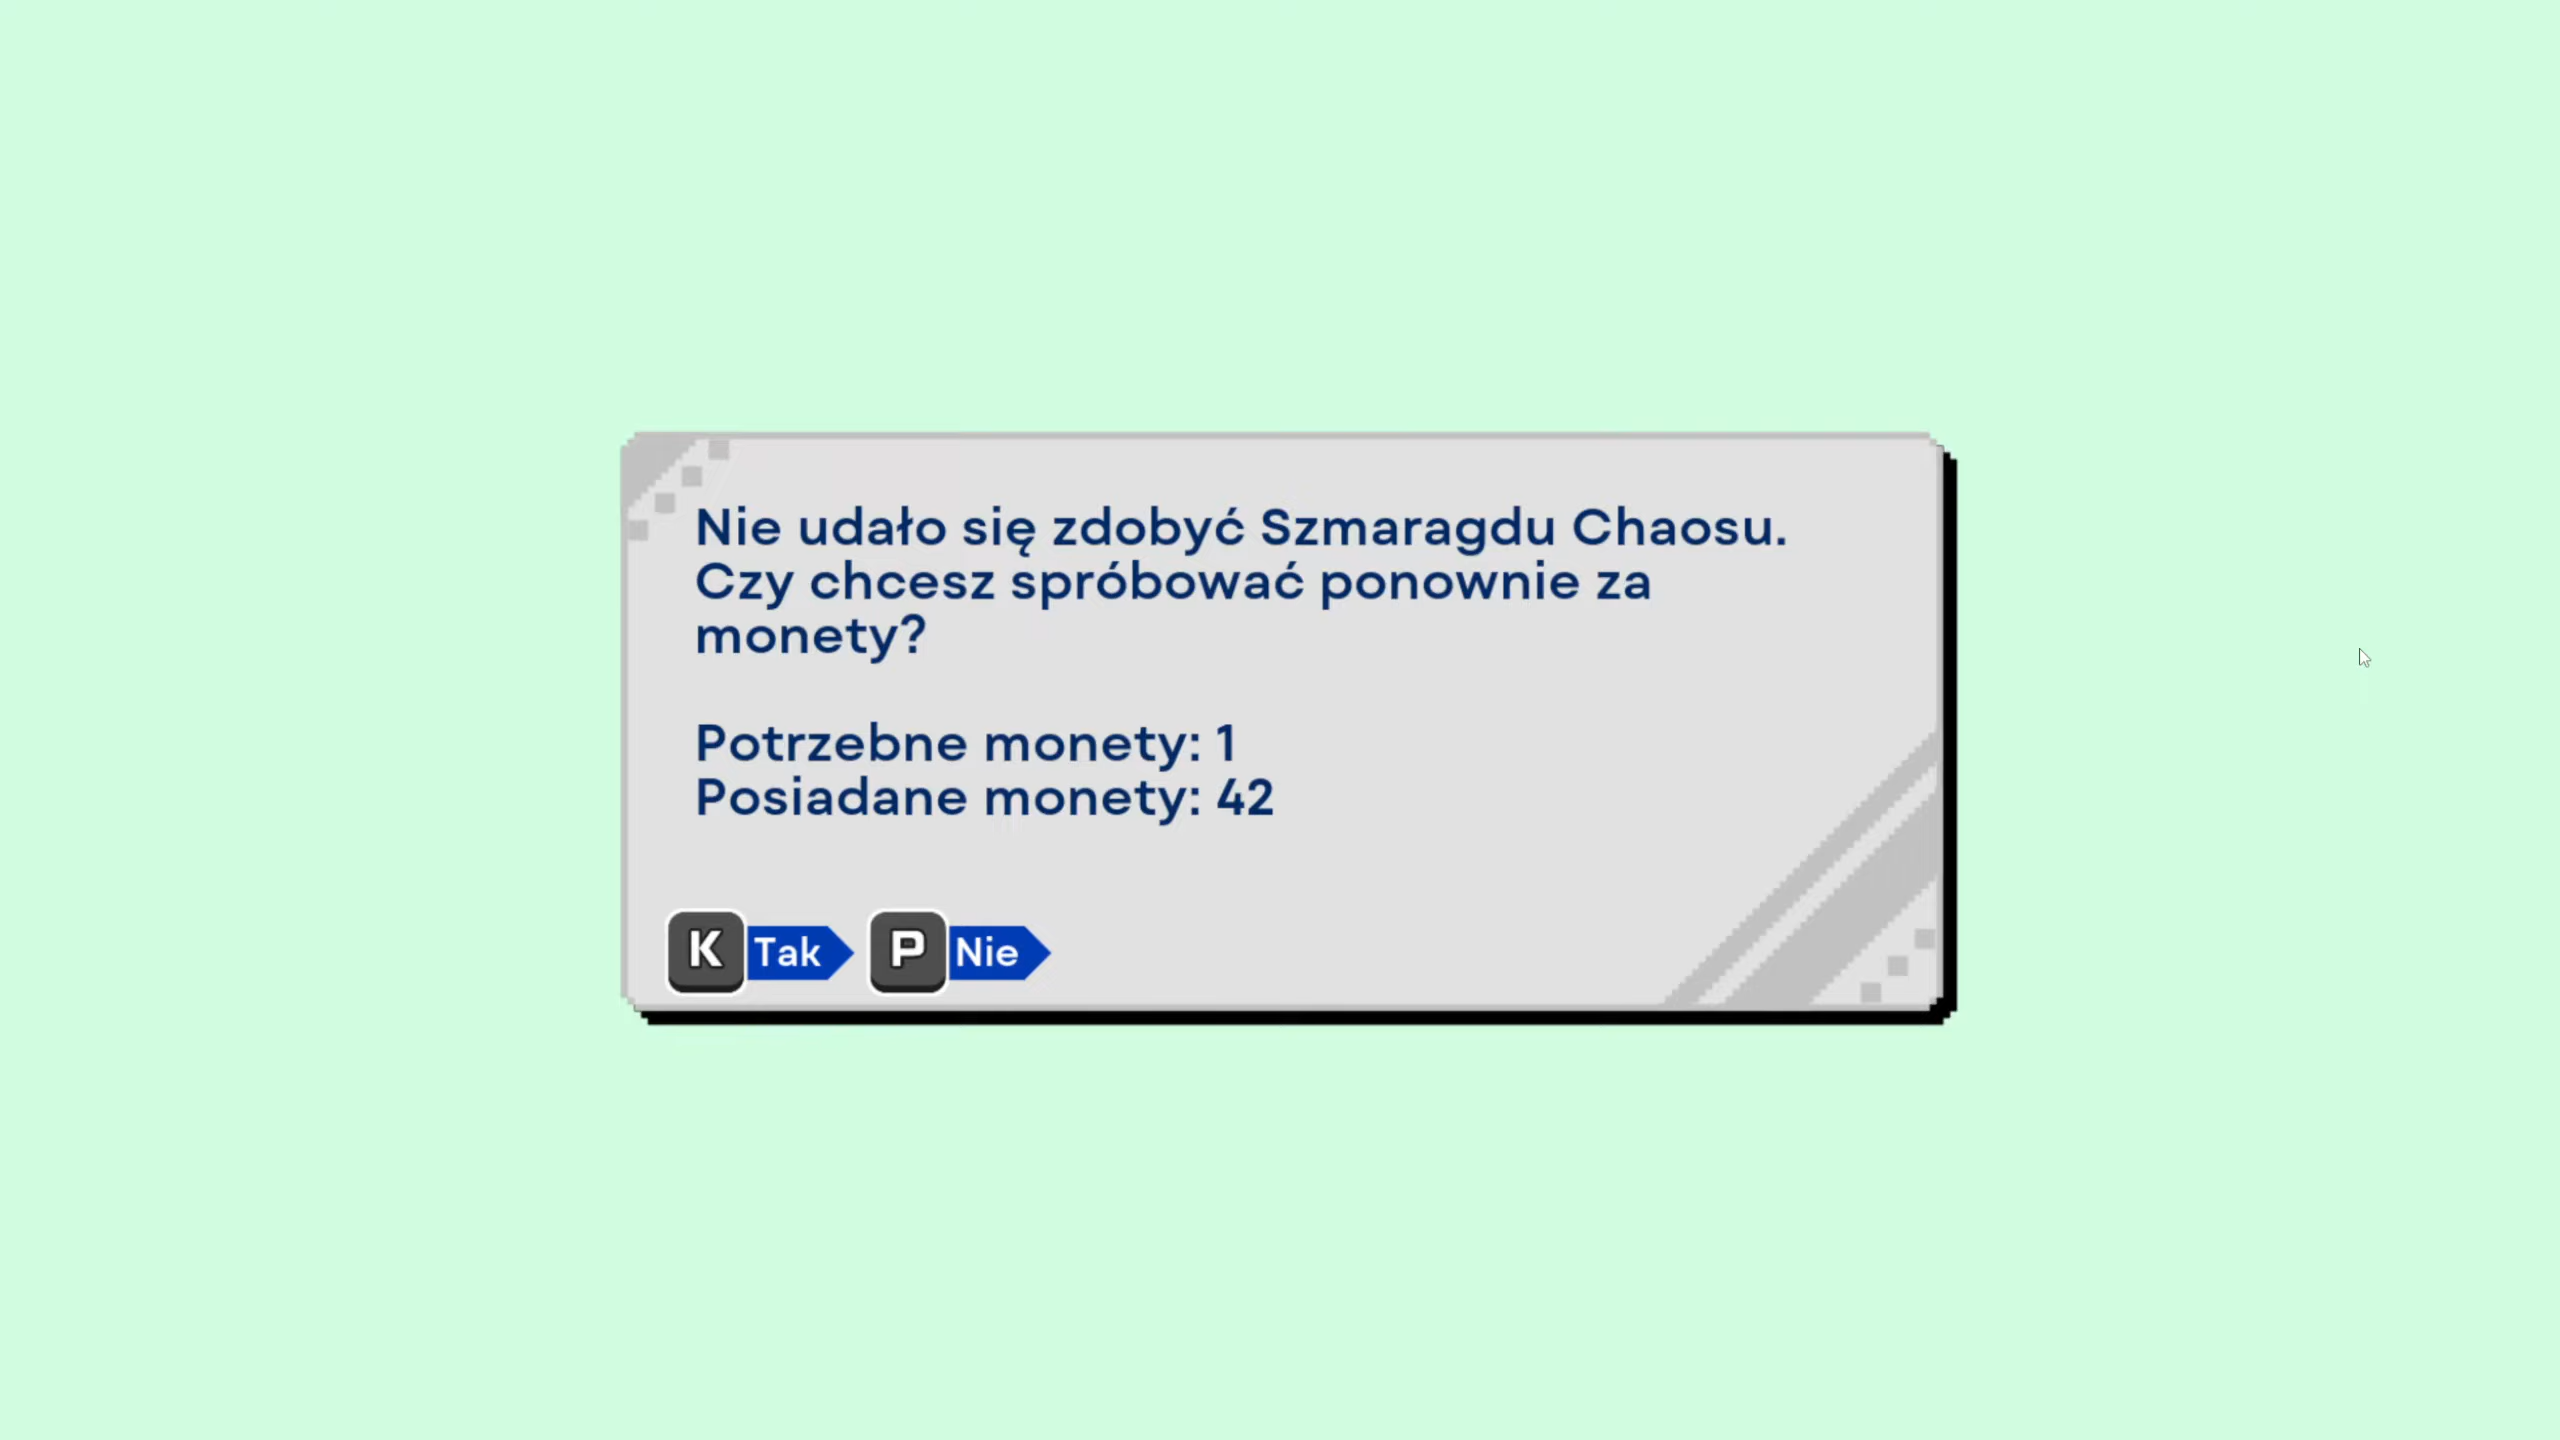 Nie udało się zdobyć Szmaragdu Chaosu.
Czy chcesz spróbować ponownie za
monety?
Potrzebne monety: 1
Posiadane monety: 42
K Tak P Nie